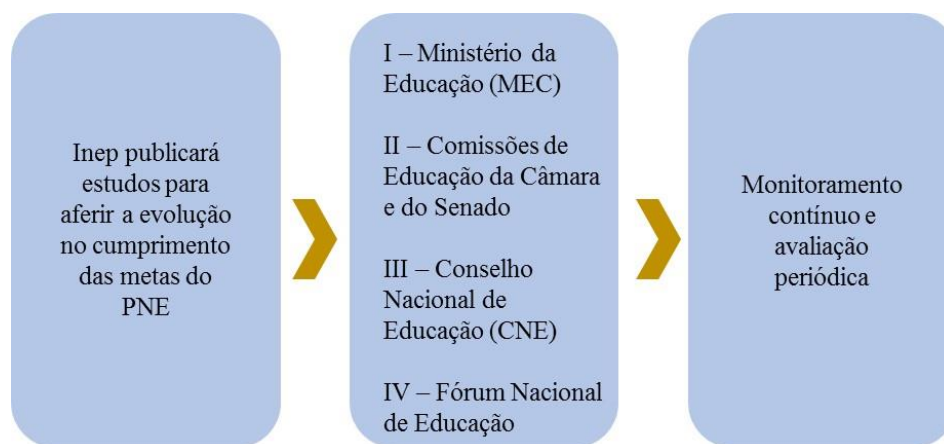 Inep publicará
estudos para
aferir a evolução
no cumprimento
das metas do
PNE
I – Ministério da
Educação (MEC)
II – Comissões de
Educação da Câmara
e do Senado
III – Conselho
Nacional de
Educação (CNE)
IV – Fórum Nacional
de Educação
Monitoramento
contínuo e
avaliação
periódica